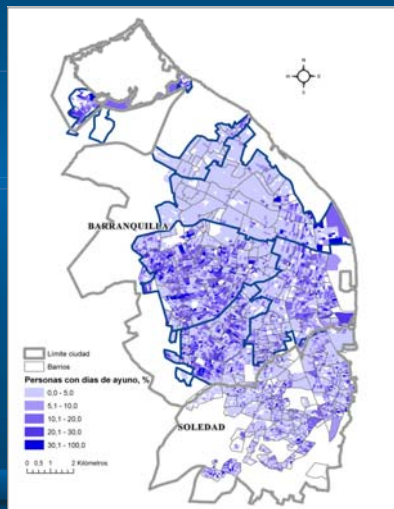 N
S
BARRANQUILLA
Límite ciudad
Barrios
Personas con días de ayuno, %
0,0 - 5,0
5,1 - 10,0
10,1 - 20,0
20,1 - 30,0
30,1 - 100,0
SOLEDAD
0 0,5 1 2 Kilómetros